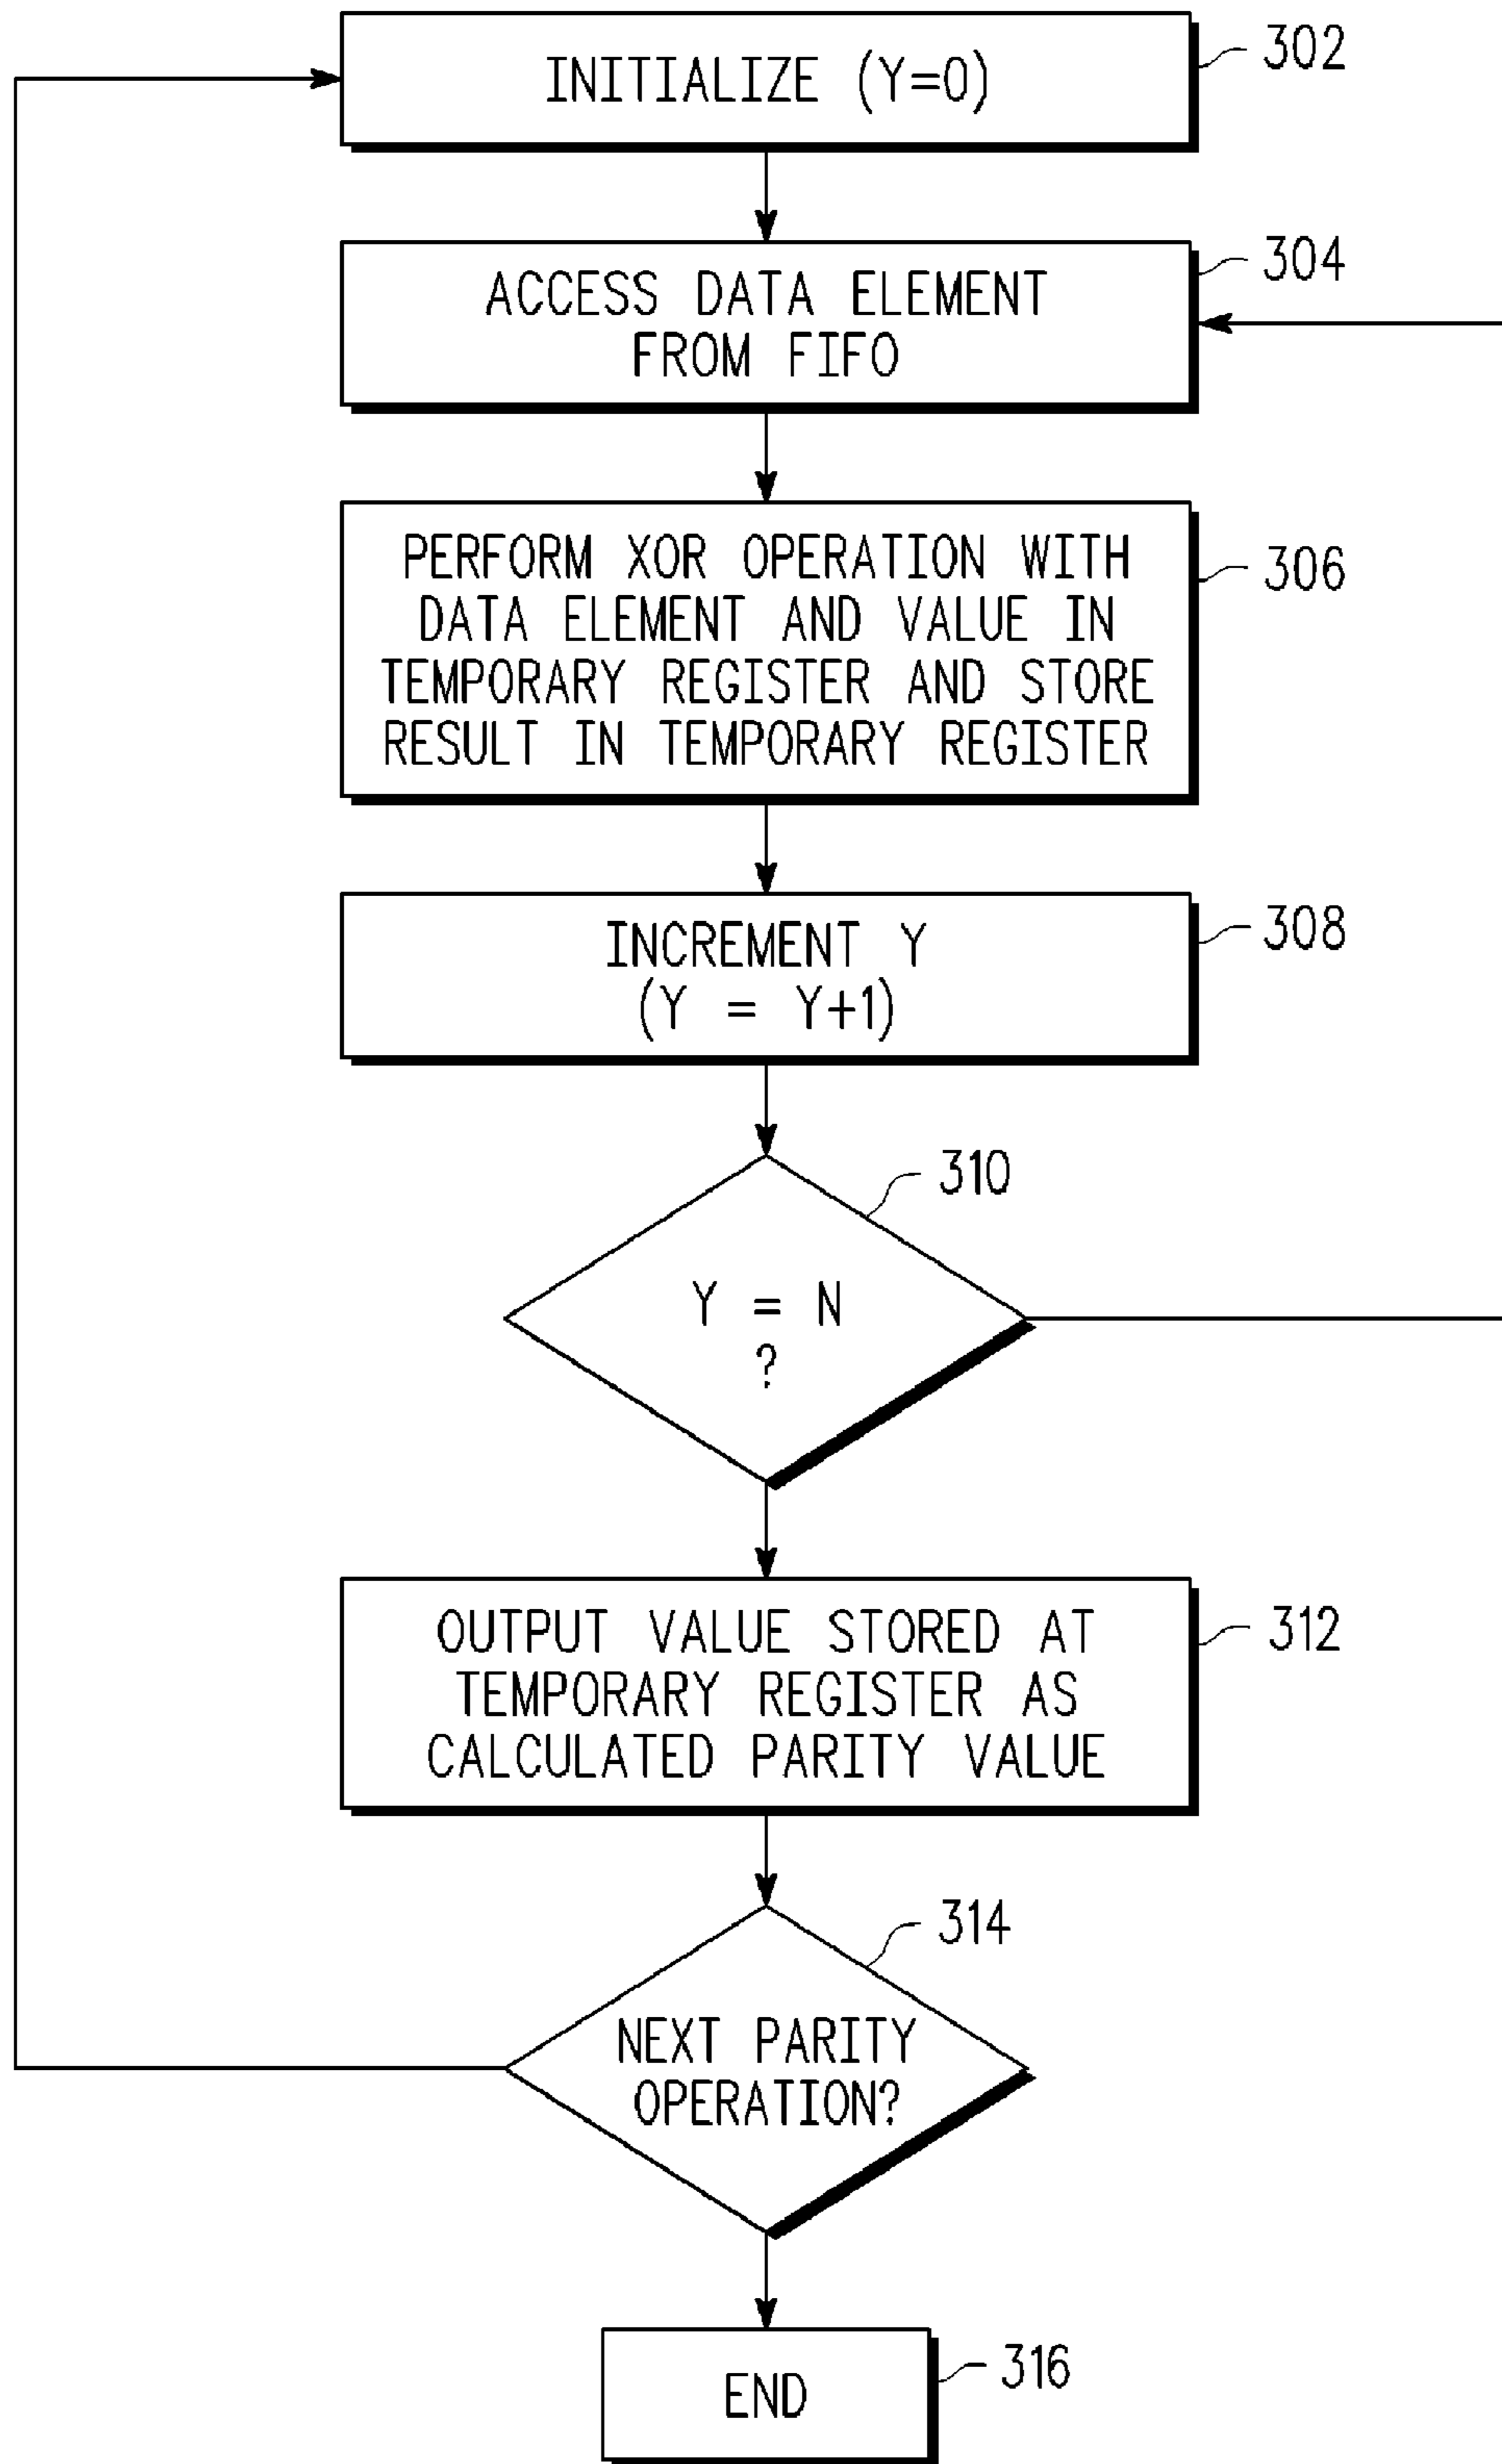 INITIALIZE (Y=0)
302
ACCESS DATA ELEMENT
FROM FIFO
304
PERFORM XOR OPERATION WITH
DATA ELEMENT AND VALUE IN
TEMPORARY REGISTER AND STORE
RESULT IN TEMPORARY REGISTER
306
INCREMENT Y
(Y = Y+1)
308
310
Y = N
?
OUTPUT VALUE STORED AT
TEMPORARY REGISTER AS
CALCULATED PARITY VALUE
312
314
NEXT PARITY
OPERATION?
END
316